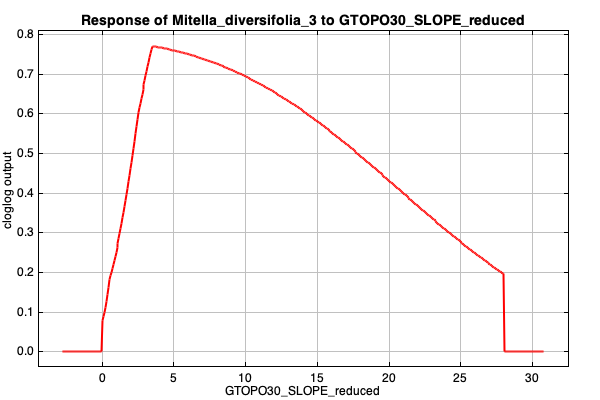 Response of Mitella_diversifolia_3 to GTOPO30_SLOPE_reduced
0.8
0.7
0.6
0.5
0.4
0.3
0.2
0.1
0.0
cloglog output
0 5 10 15 20 25 30
GTOPO30_SLOPE_reduced